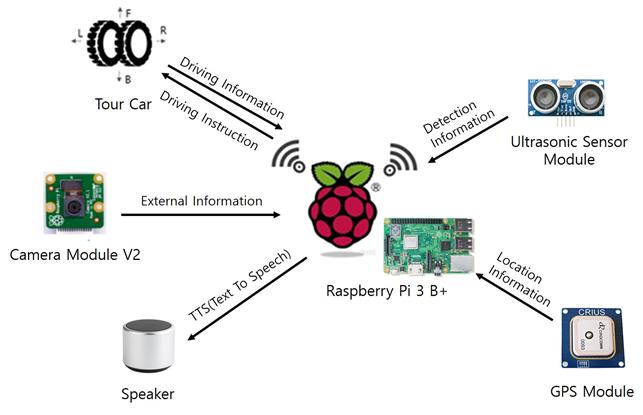 F
L
R
B
Tour Car
Driving Information
Driving Instruction
Detection
Information
Ultrasonic Sensor
Module
External Information
Camera Module V2
®
Raspberry Pi 3 B+
TTS(Text To Speech)
Speaker
Location
Information
CRIUS
GPS Module